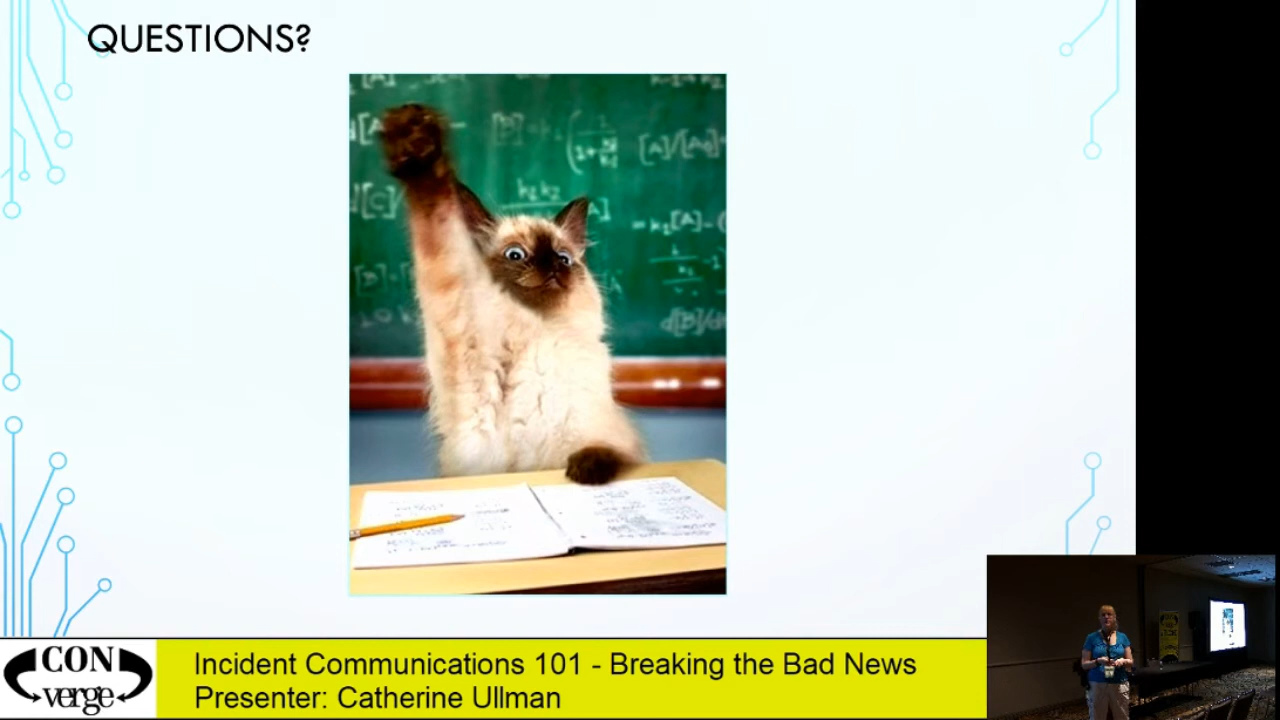 QUESTIONS?
CON
verge
Incident Communications 101 - Breaking the Bad News
Presenter: Catherine Ullman